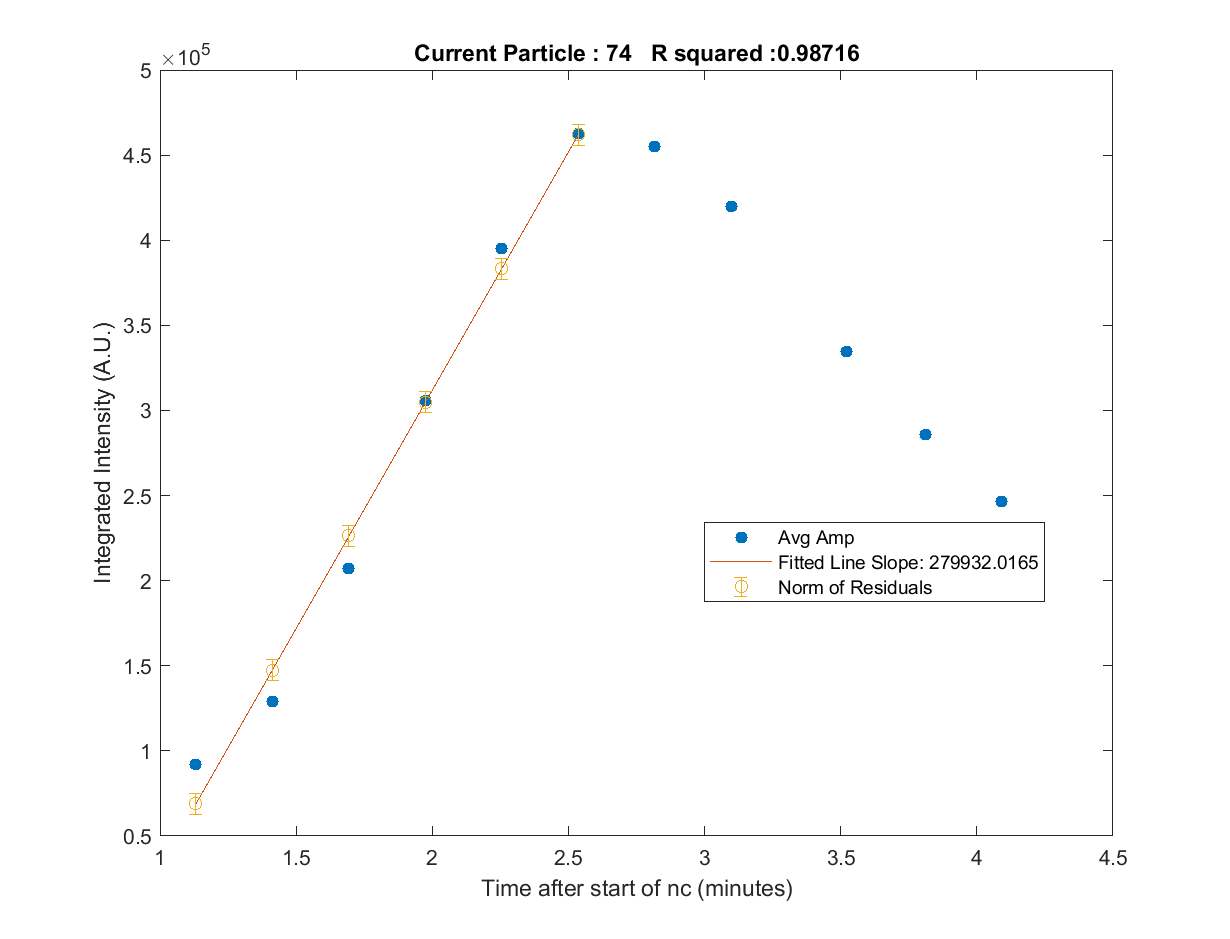 Current Particle : 74 R squared :0.98716
×10^5
5
4.5
4
3.5
3
2.5
2
1.5
1
0.5
Integrated Intensity (A.U.)
Avg Amp
Fitted Line Slope: 279932.0165
Norm of Residuals
1 1.5 2 2.5 3 3.5 4 4.5
Time after start of nc (minutes)